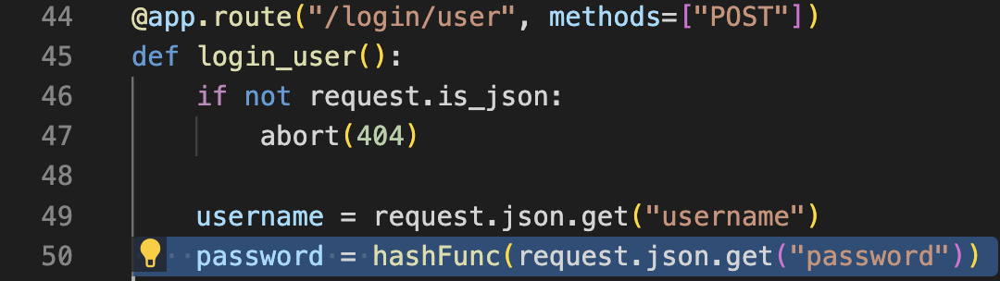 44 @app.route("/login/user", methods=["POST"])
45 def login_user():
46     if not request.is_json:
47         abort(404)
48
49     username = request.json.get("username")
50     password = hashFunc(request.json.get("password"))